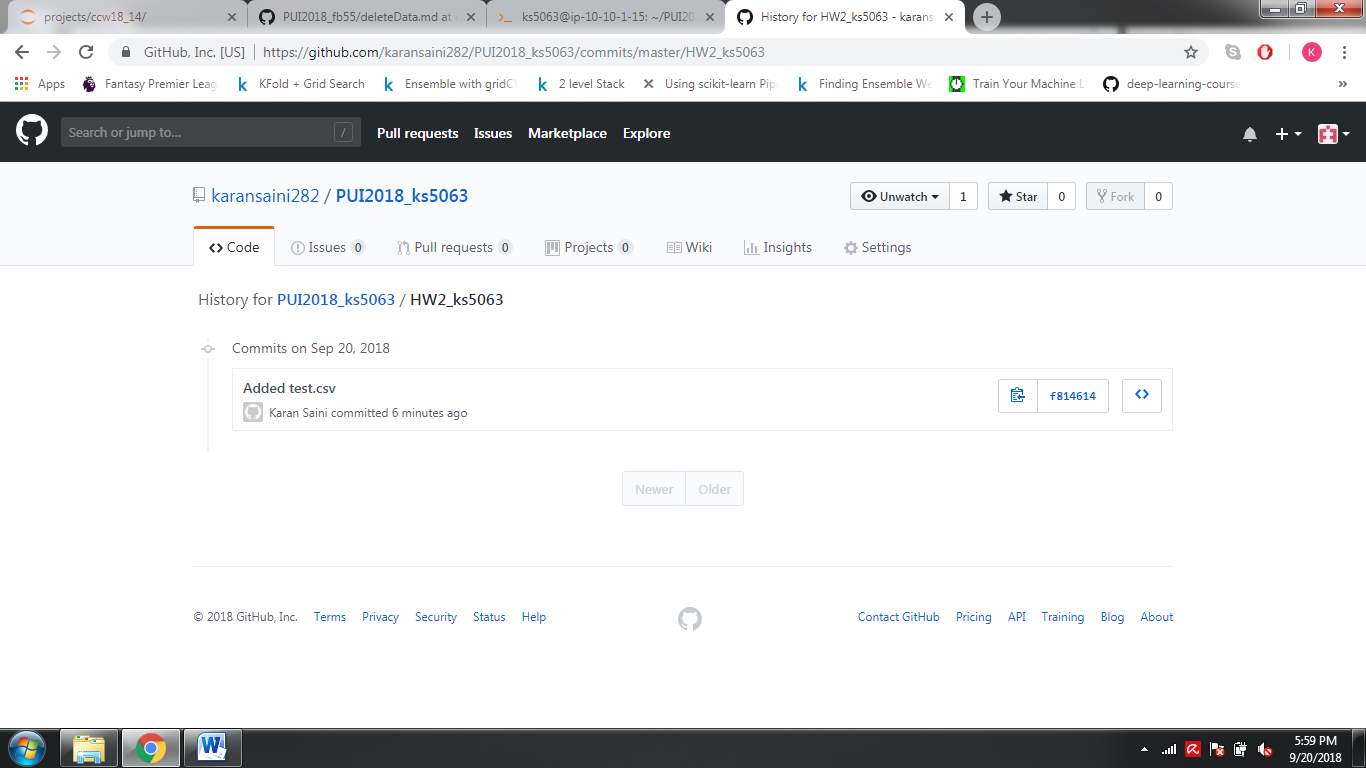 projects/ccw18_14/
PUI2018_fb55/deleteData.md at
ks5063@ip-10-10-1-15: ~/PUI20
History for HW2_ks5063 - karans
GitHub, Inc. [US] | https://github.com/karansaini282/PUI2018_ks5063/commits/master/HW2_ks5063
K
Apps
Fantasy Premier Leag
KFold + Grid Search
Ensemble with gridCV
2 level Stack
Using scikit-learn Pip
Finding Ensemble We
Train Your Machine L
deep-learning-course
»
Search or jump to... /
Pull requests
Issues
Marketplace
Explore
karansaini282 / PUI2018_ks5063
Unwatch 1
Star 0
Fork 0
Code
Issues 0
Pull requests 0
Projects 0
Wiki
Insights
Settings
History for PUI2018_ks5063 / HW2_ks5063
Commits on Sep 20, 2018
Added test.csv
Karan Saini committed 6 minutes ago
f814614
Newer
Older
© 2018 GitHub, Inc.
Terms
Privacy
Security
Status
Help
Contact GitHub
Pricing
API
Training
Blog
About
5:59 PM
9/20/2018